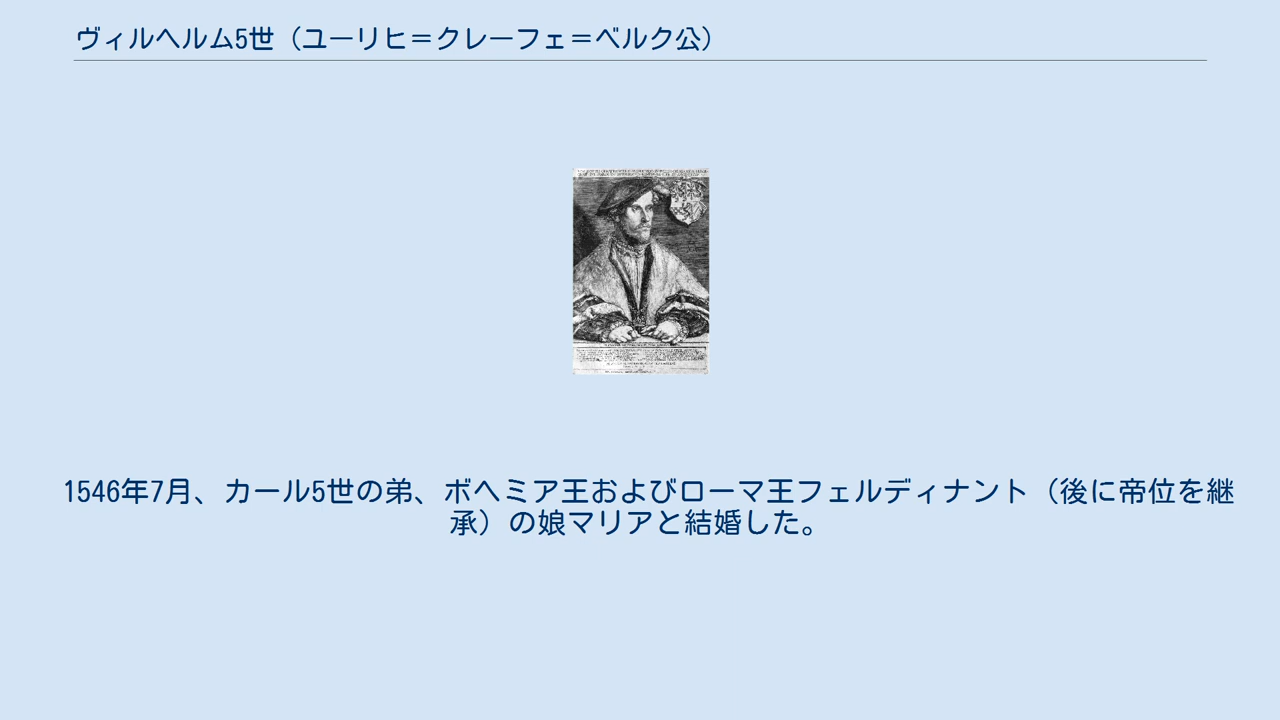 ヴィルヘルム5世（ユーリヒ＝クレーフェ＝ベルク公）
1546年7月、カール5世の弟、ボヘミア王およびローマ王フェルディナント（後に帝位を継
承）の娘マリアと結婚した。